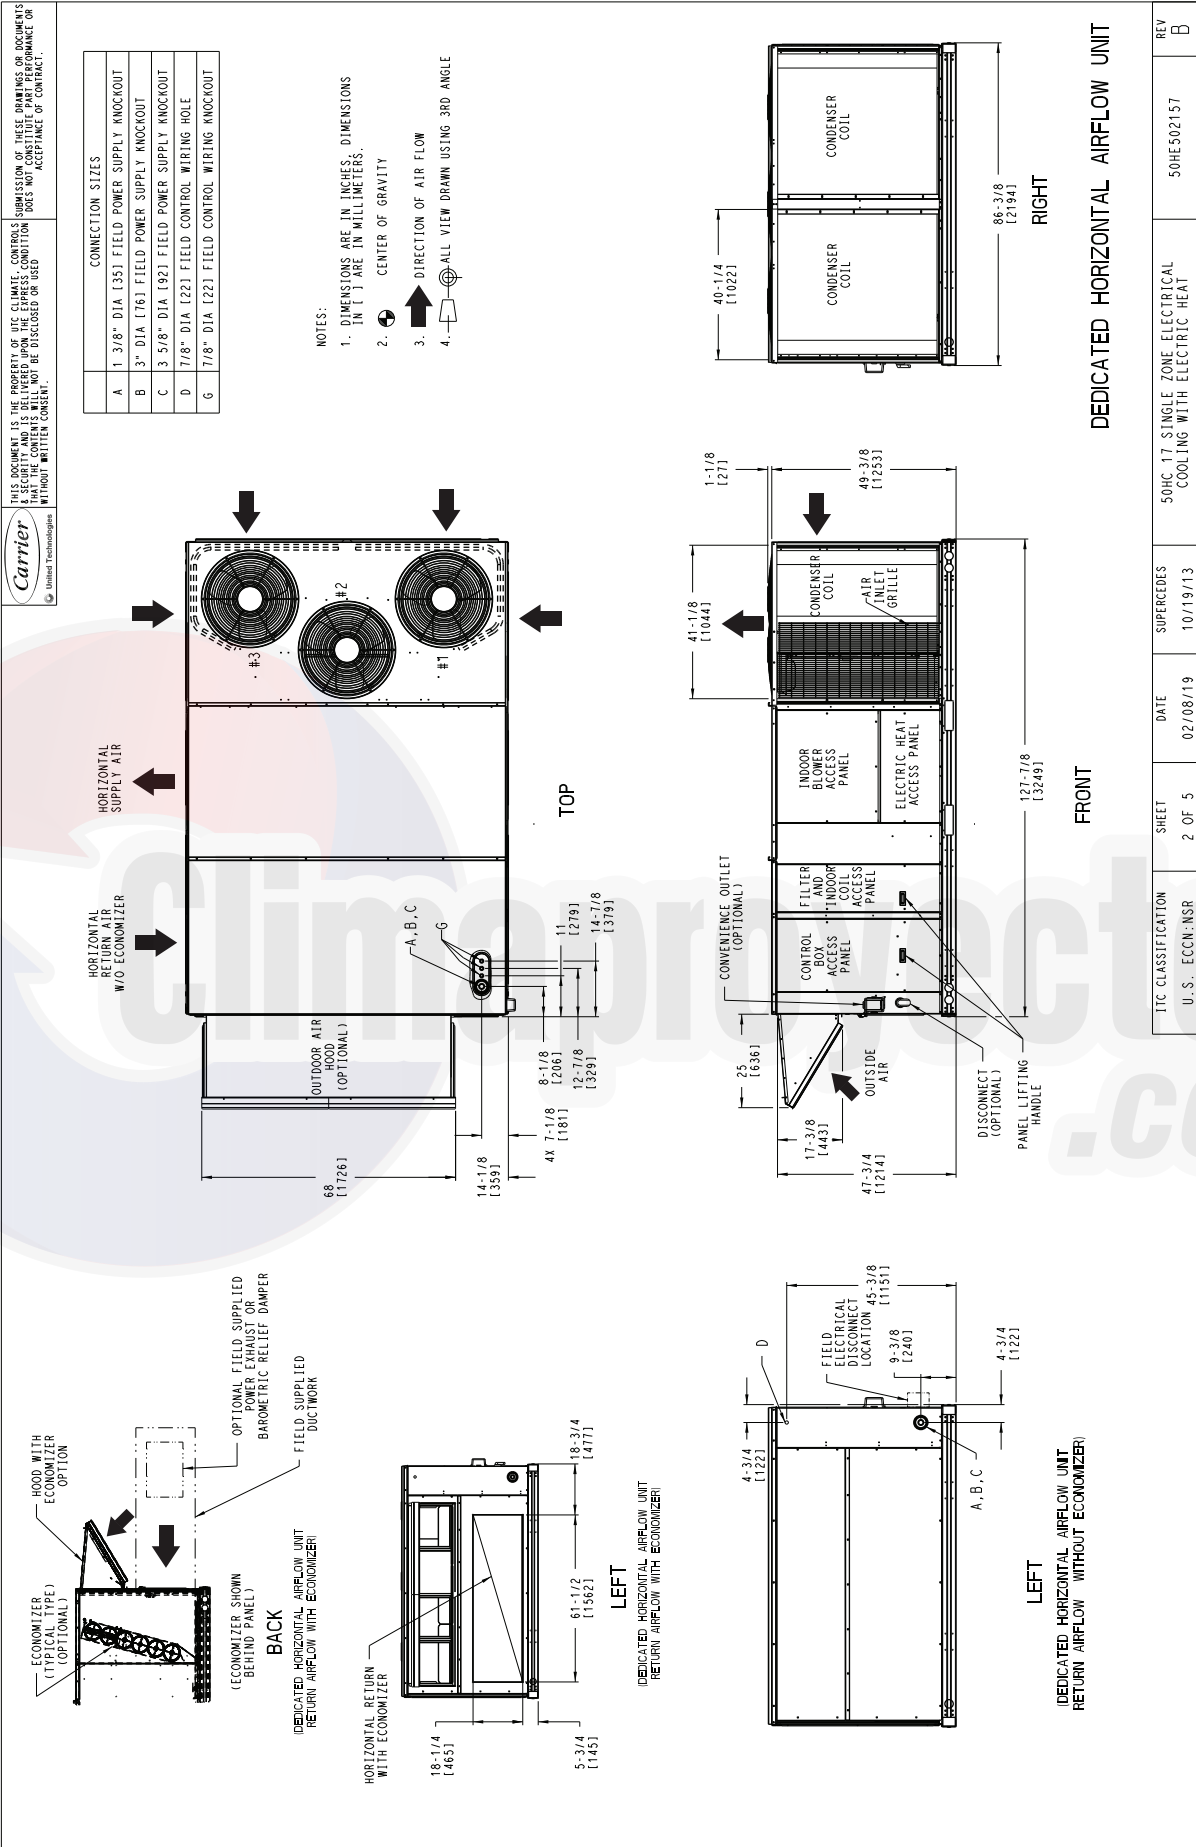 Carrier
United Technologies
THIS DOCUMENT IS THE PROPERTY OF UTC CLIMATE, CONTROLS
& SECURITY AND IS DELIVERED UPON THE EXPRESS CONDITION
THAT THE CONTENTS WILL NOT BE DISCLOSED OR USED
WITHOUT WRITTEN CONSENT.
SUBMISSION OF THESE DRAWINGS OR DOCUMENTS
DOES NOT CONSTITUTE PART PERFORMANCE OR
ACCEPTANCE OF CONTRACT.
CONNECTION SIZES
A 1 3/8" DIA [35] FIELD POWER SUPPLY KNOCKOUT
B 3" DIA [76] FIELD POWER SUPPLY KNOCKOUT
C 3 5/8" DIA [92] FIELD POWER SUPPLY KNOCKOUT
D 7/8" DIA [22] FIELD CONTROL WIRING HOLE
G 7/8" DIA [22] FIELD CONTROL WIRING KNOCKOUT
NOTES:
1. DIMENSIONS ARE IN INCHES, DIMENSIONS
IN [ ] ARE IN MILLIMETERS.
2. CENTER OF GRAVITY
3. DIRECTION OF AIR FLOW
4. ALL VIEW DRAWN USING 3RD ANGLE
ECONOMIZER
(TYPICAL TYPE)
(OPTIONAL)
HOOD WITH
ECONOMIZER
OPTION
OPTIONAL FIELD SUPPLIED
POWER EXHAUST OR
BAROMETRIC RELIEF DAMPER
FIELD SUPPLIED
DUCTWORK
(ECONOMIZER SHOWN
BEHIND PANEL)
BACK
(DEDICATED HORIZONTAL AIRFLOW UNIT
RETURN AIRFLOW WITH ECONOMIZER)
HORIZONTAL
RETURN AIR
W/O ECONOMIZER
HORIZONTAL
SUPPLY AIR
OUTDOOR AIR
HOOD
(OPTIONAL)
A,B,C
G
#3
#2
#1
68
[1726]
14-1/8
[359]
4X 7-1/8
[181]
8-1/8
[206]
12-7/8
[329]
11
[279]
14-7/8
[379]
TOP
HORIZONTAL RETURN
WITH ECONOMIZER
18-1/4
[465]
5-3/4
[145]
61-1/2
[1562]
18-3/4
[477]
LEFT
(DEDICATED HORIZONTAL AIRFLOW UNIT
RETURN AIRFLOW WITH ECONOMIZER)
4-3/4
[122]
D
FIELD
ELECTRICAL
DISCONNECT
LOCATION
45-3/8
[1151]
9-3/8
[240]
4-3/4
[122]
A,B,C
LEFT
(DEDICATED HORIZONTAL AIRFLOW UNIT
RETURN AIRFLOW WITHOUT ECONOMIZER)
25
[636]
17-3/8
[443]
47-3/4
[1214]
OUTSIDE
AIR
CONVENIENCE OUTLET
(OPTIONAL)
DISCONNECT
(OPTIONAL)
PANEL LIFTING
HANDLE
CONTROL
BOX
ACCESS
PANEL
FILTER
AND
INDOOR
COIL
ACCESS
PANEL
INDOOR
BLOWER
ACCESS
PANEL
ELECTRIC HEAT
ACCESS PANEL
CONDENSER
COIL
AIR
INLET
GRILLE
41-1/8
[1044]
1-1/8
[27]
49-3/8
[1253]
127-7/8
[3249]
FRONT
40-1/4
[1022]
CONDENSER
COIL
CONDENSER
COIL
86-3/8
[2194]
RIGHT
DEDICATED HORIZONTAL AIRFLOW UNIT
ITC CLASSIFICATION
U.S. ECCN:NSR
SHEET
2 OF 5
DATE
02/08/19
SUPERCEDES
10/19/13
50HC 17 SINGLE ZONE ELECTRICAL
COOLING WITH ELECTRIC HEAT
50HE502157
REV
B
Climaproyect
.co